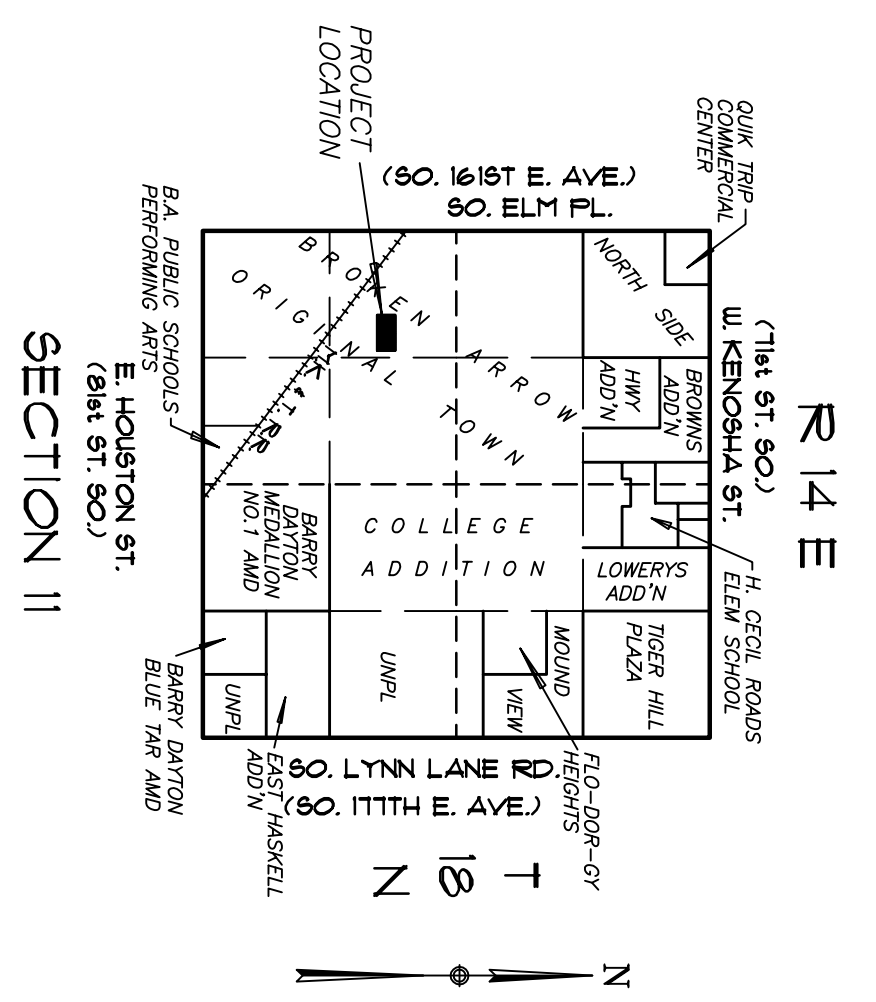 R 14 E
(71st ST. SO.)
W. KENOSHA ST.
QUIK TRIP
COMMERCIAL
CENTER
H. CECIL ROADS
ELEM SCHOOL
(SO. 161ST E. AVE.)
SO. ELM PL.
PROJECT
LOCATION
NORTH SIDE
BROWNS
ADD'N
HWY
ADD'N
LOWERYS
ADD'N
TIGER HILL
PLAZA
BROKEN ARROW
ORIGINAL TOWN
M.K. & T. RR
COLLEGE
ADDITION
MOUND
VIEW
UNPL
BARRY
DAYTON
MEDALLION
NO.1 AMD
UNPL
FLO-DOR-GY
HEIGHTS
SO. LYNN LANE RD.
(SO. 177TH E. AVE.)
EAST HASKELL
ADD'N
T
18
N
N
B.A. PUBLIC SCHOOLS
PERFORMING ARTS
BARRY DAYTON
BLUE TAR AMD
E. HOUSTON ST.
(81st ST. SO.)
SECTION 11